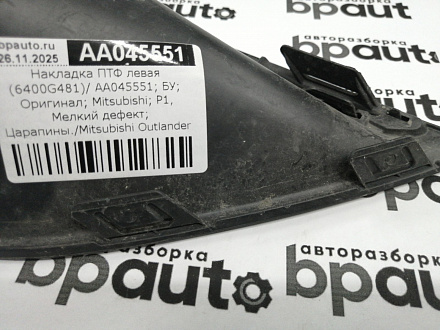 bpauto.ru
26.11.2025
AA045551
Накладка ПТФ левая
(6400G481)/ AA045551; БУ;
Оригинал; Mitsubishi; P1,
Мелкий дефект;
Царапины./Mitsubishi Outlander
bpauto
авторазборка
bpauto
авторазборка
bpauto